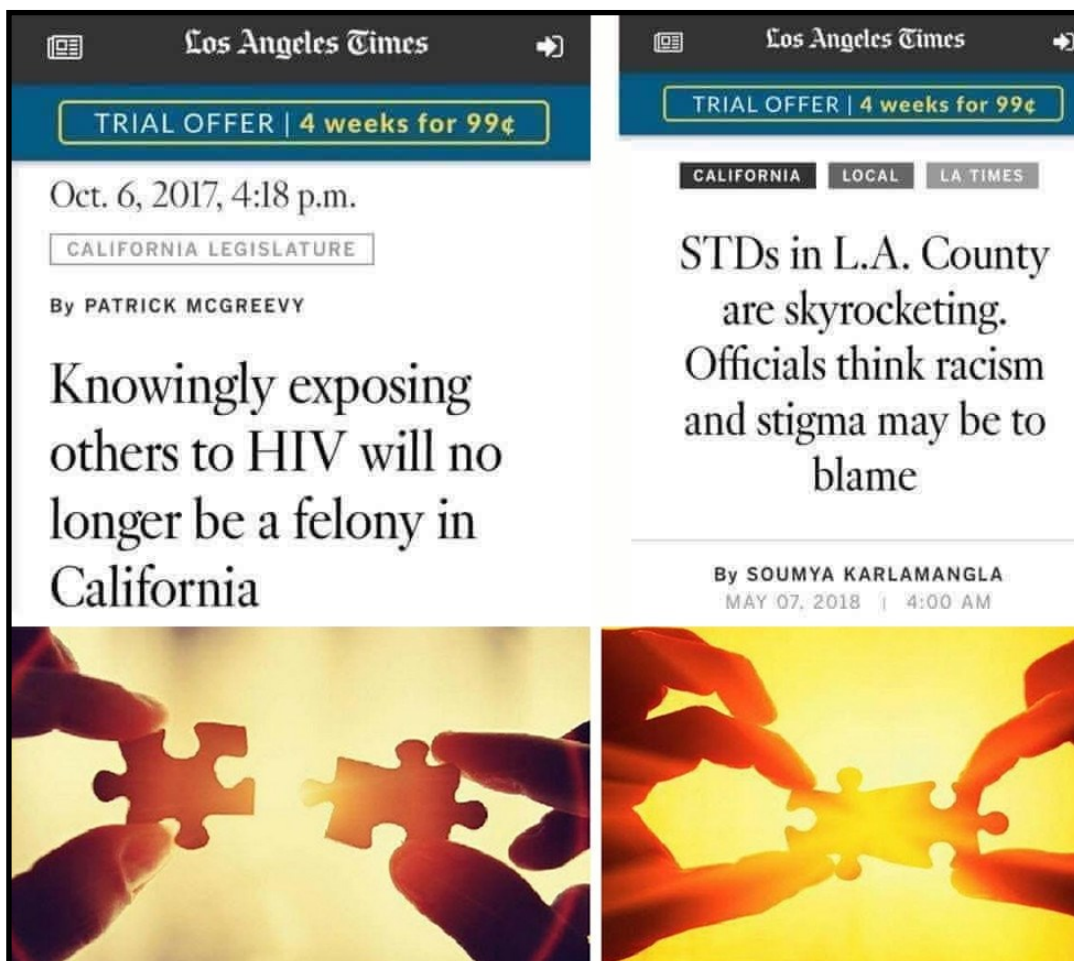 Los Angeles Times
TRIAL OFFER | 4 weeks for 99¢
Oct. 6, 2017, 4:18 p.m.
CALIFORNIA LEGISLATURE
By PATRICK MCGREEVY
Knowingly exposing
others to HIV will no
longer be a felony in
California
Los Angeles Times
TRIAL OFFER | 4 weeks for 99¢
CALIFORNIA LOCAL LA TIMES
STDs in L.A. County
are skyrocketing.
Officials think racism
and stigma may be to
blame
By SOUMYA KARLAMANGLA
MAY 07, 2018 | 4:00 AM